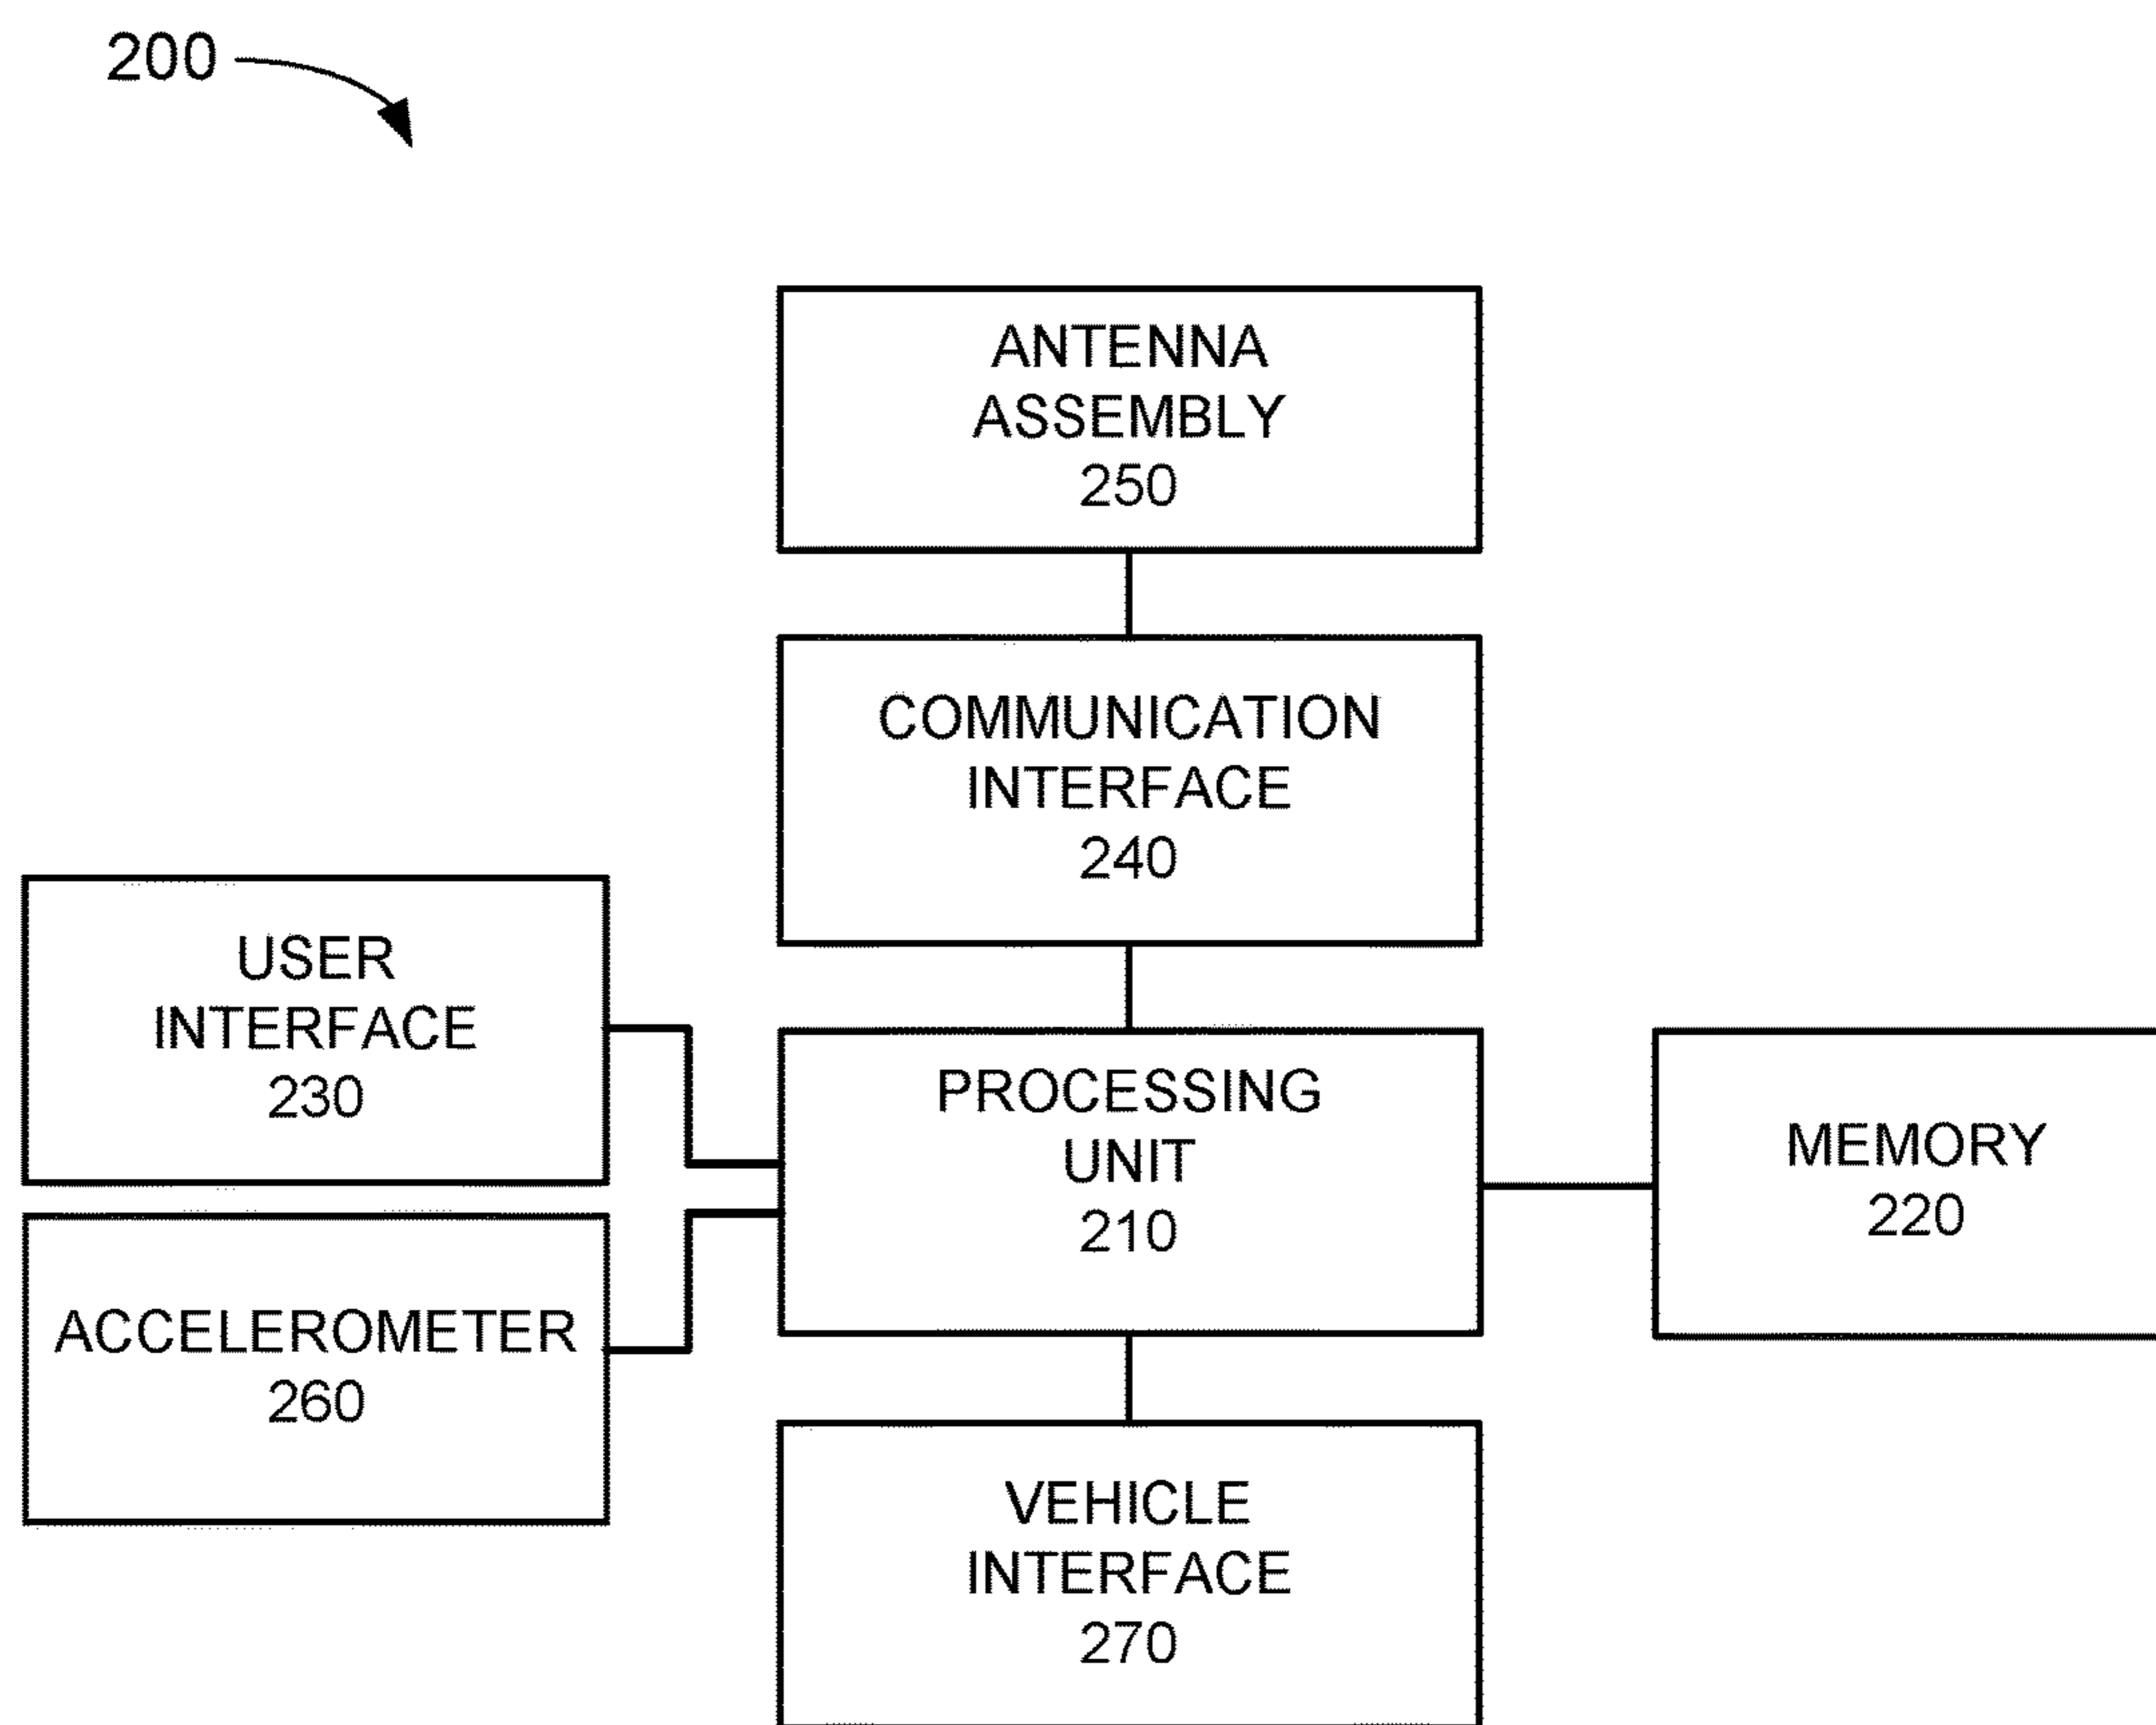 200
ANTENNA
ASSEMBLY
250
COMMUNICATION
INTERFACE
240
USER
INTERFACE
230
PROCESSING
UNIT
210
MEMORY
220
ACCELEROMETER
260
VEHICLE
INTERFACE
270